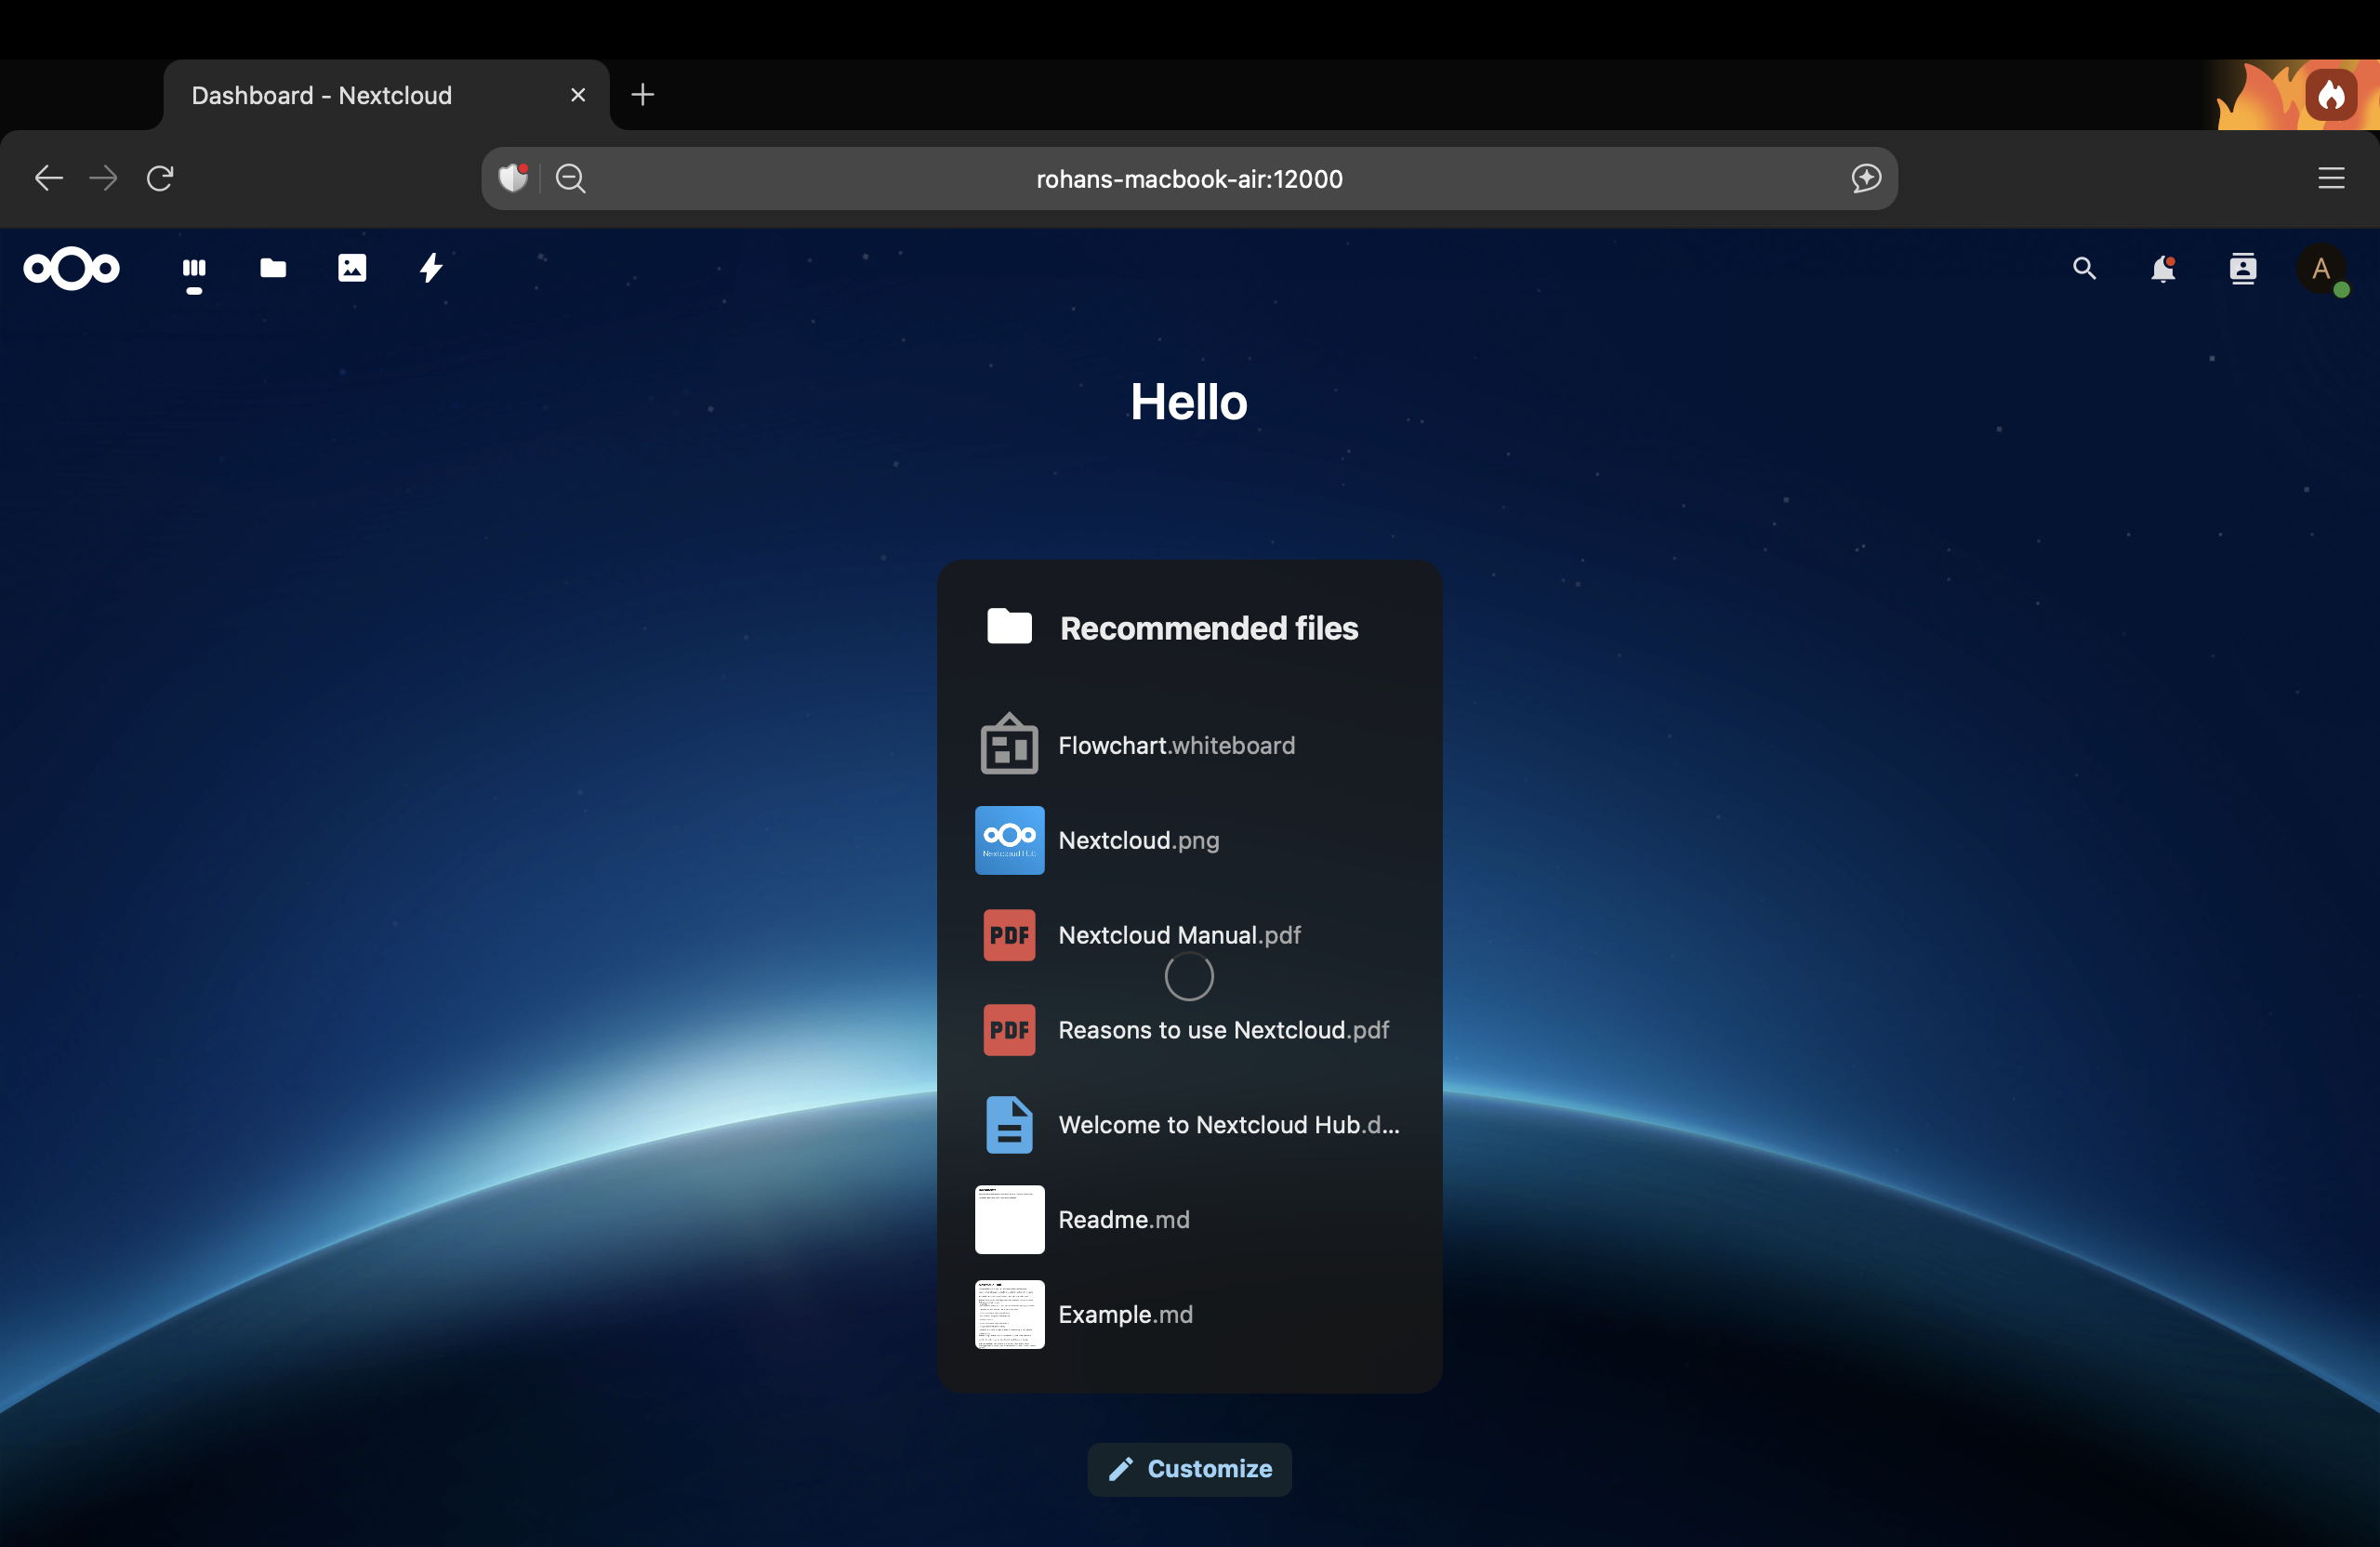 Dashboard - Nextcloud
rohans-macbook-air:12000
A
Hello
Recommended files
Flowchart.whiteboard
Nextcloud.png
PDF Nextcloud Manual.pdf
PDF Reasons to use Nextcloud.pdf
Welcome to Nextcloud Hub.d...
Readme.md
Example.md
Customize